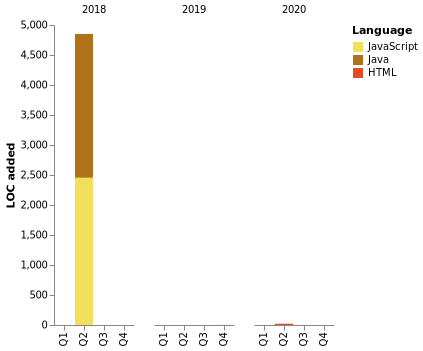 2018 2019 2020
Language
JavaScript
Java
HTML
LOC added
5,000
4,500
4,000
3,500
3,000
2,500
2,000
1,500
1,000
500
0
Q1 Q2 Q3 Q4 Q1 Q2 Q3 Q4 Q1 Q2 Q3 Q4